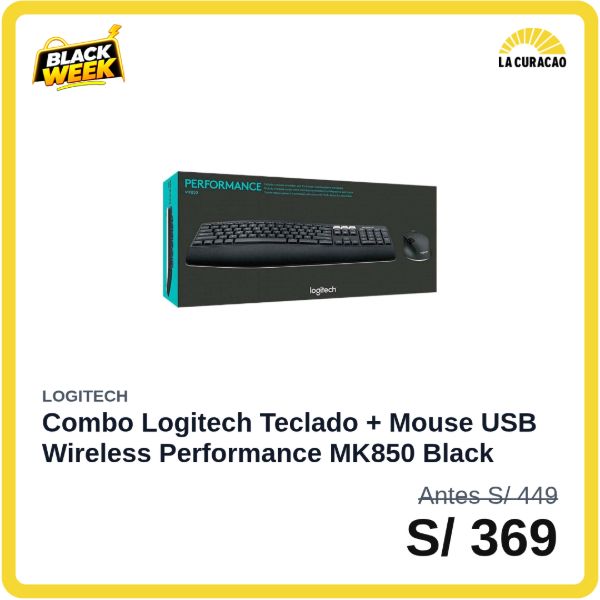 BLACK
WEEK
LA CURACAO
PERFORMANCE
MK850
logitech
LOGITECH
Combo Logitech Teclado + Mouse USB
Wireless Performance MK850 Black
Antes S/ 449
S/ 369